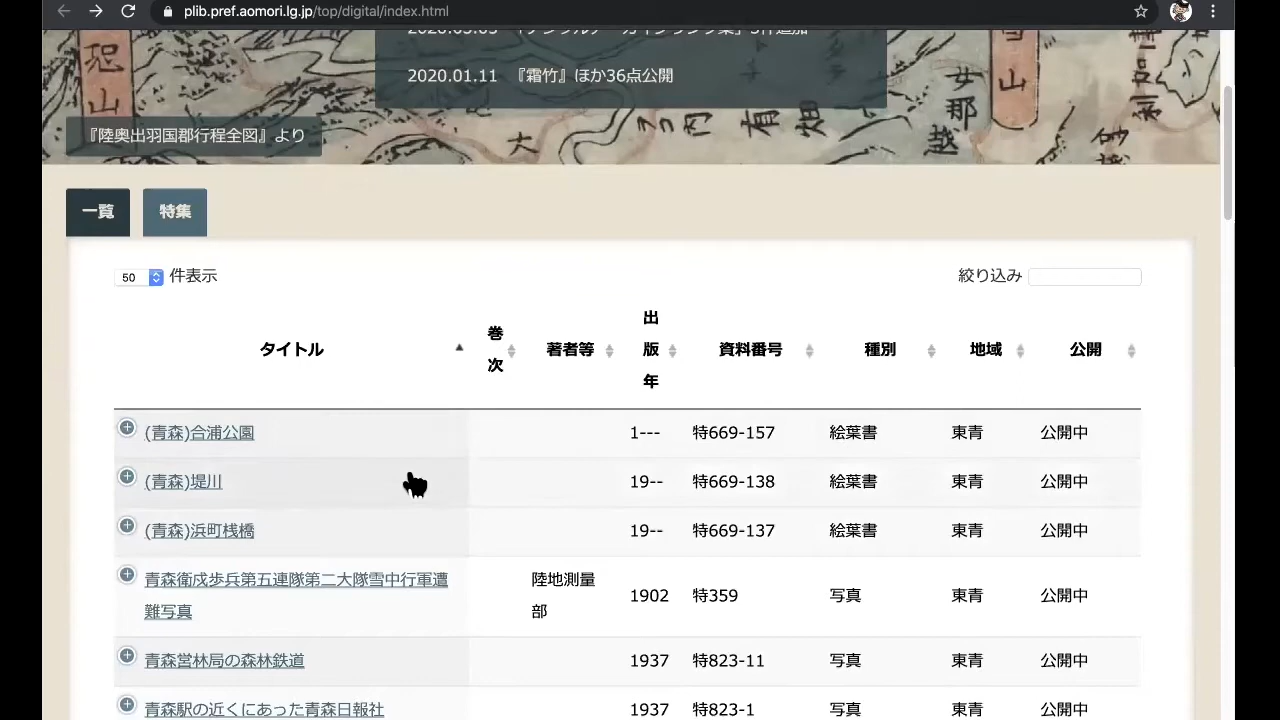 plib.pref.aomori.lg.jp/top/digital/index.html
2020.01.11 『霜竹』ほか36点公開
『陸奥出羽国郡行程全図』より
一覧 特集
50 件表示 絞り込み
タイトル 巻次 著者等 出版年 資料番号 種別 地域 公開
(青森)合浦公園 1--- 特669-157 絵葉書 東青 公開中
(青森)堤川 19-- 特669-138 絵葉書 東青 公開中
(青森)浜町桟橋 19-- 特669-137 絵葉書 東青 公開中
青森衛戍歩兵第五連隊第二大隊雪中行軍遭
難写真 陸地測量
部 1902 特359 写真 東青 公開中
青森営林局の森林鉄道 1937 特823-11 写真 東青 公開中
青森駅の近くにあった青森日報社 1937 特823-1 写真 東青 公開中